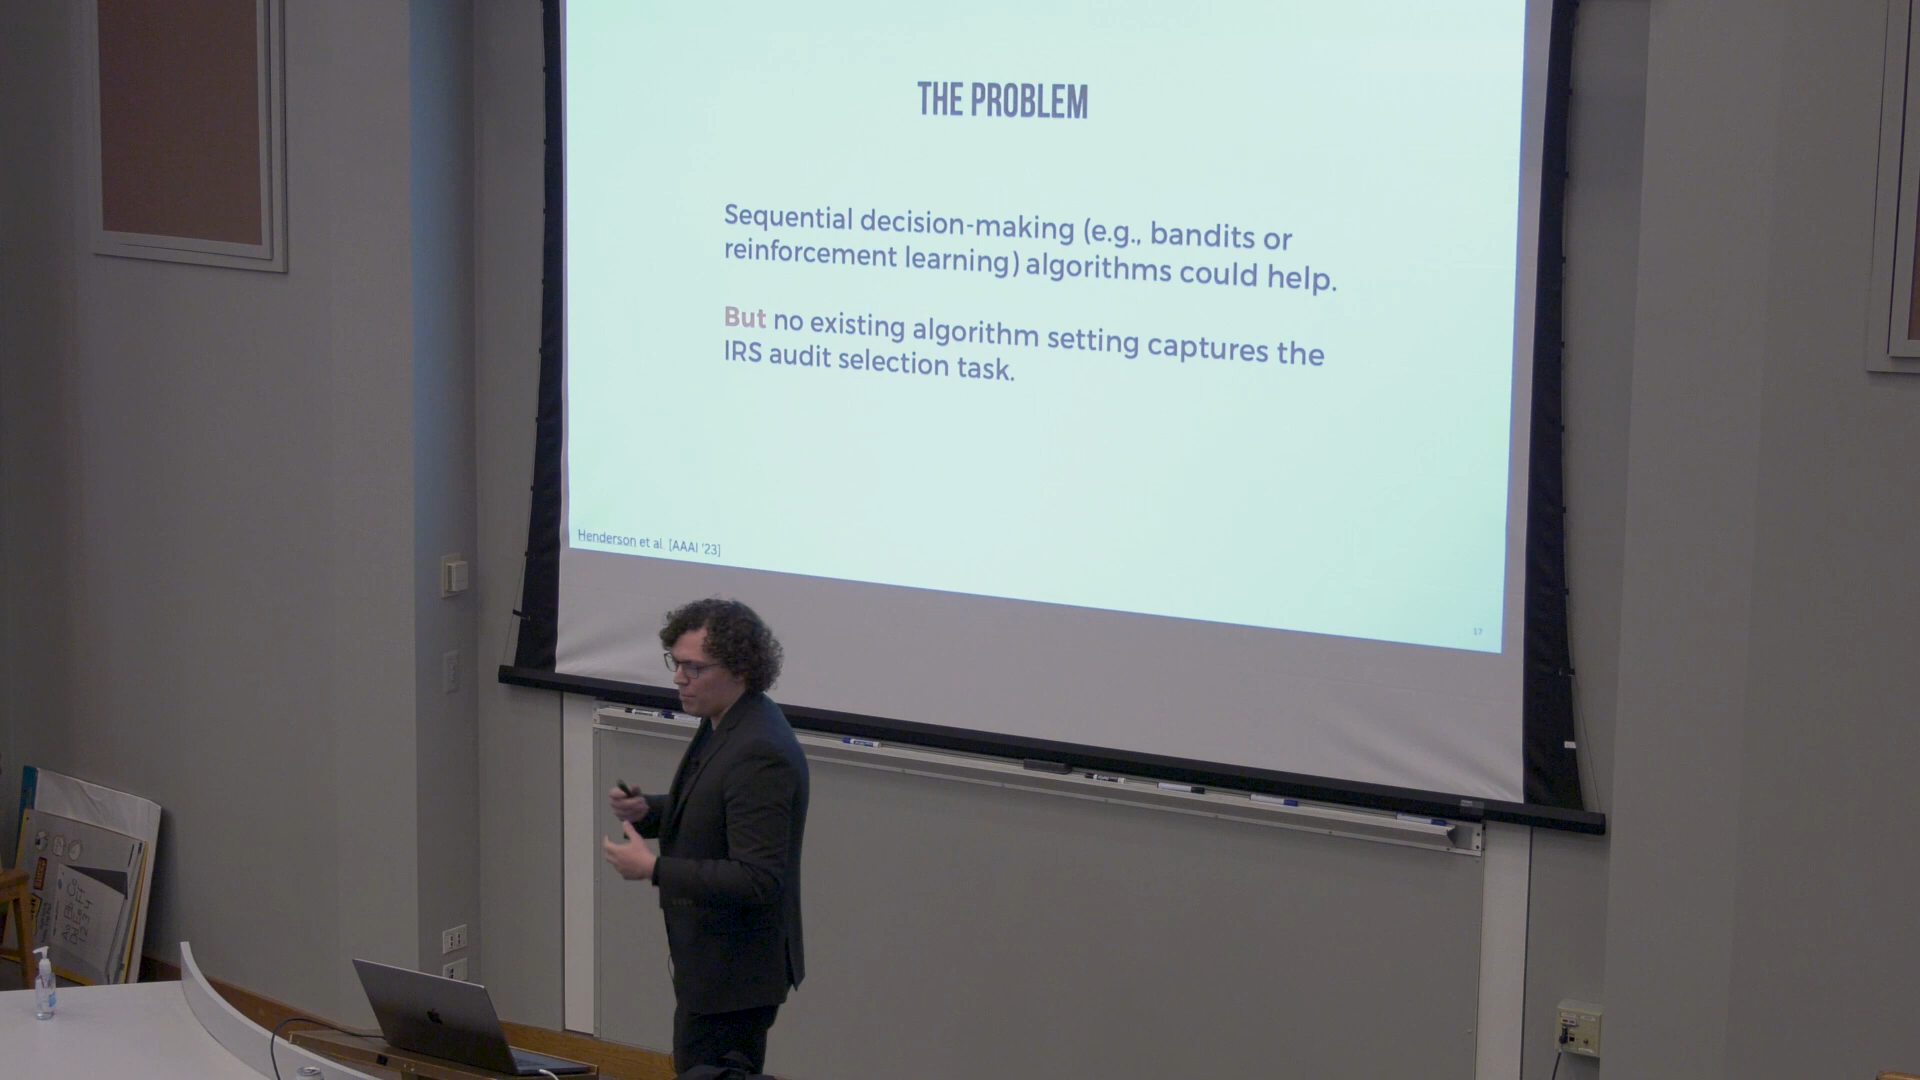 THE PROBLEM
Sequential decision-making (e.g., bandits or
reinforcement learning) algorithms could help.
But no existing algorithm setting captures the
IRS audit selection task.
Henderson et al. [AAAI '23]
17